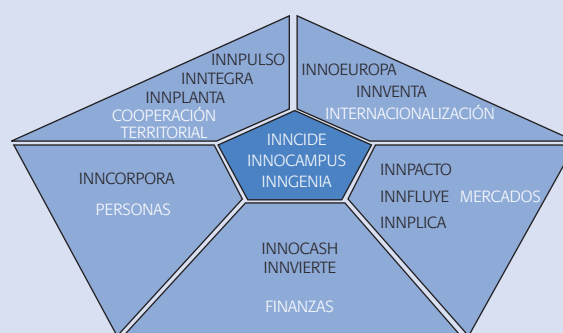 INNPULSO
INNTEGRA
INNPLANTA
COOPERACIÓN
TERRITORIAL
INNOEUROPA
INNVENTA
INTERNACIONALIZACIÓN
INNCIDE
INNOCAMPUS
INNGENIA
INNCORPORA
PERSONAS
INNPACTO
INNFLUYE MERCADOS
INNPLICA
INNOCASH
INNVIERTE
FINANZAS